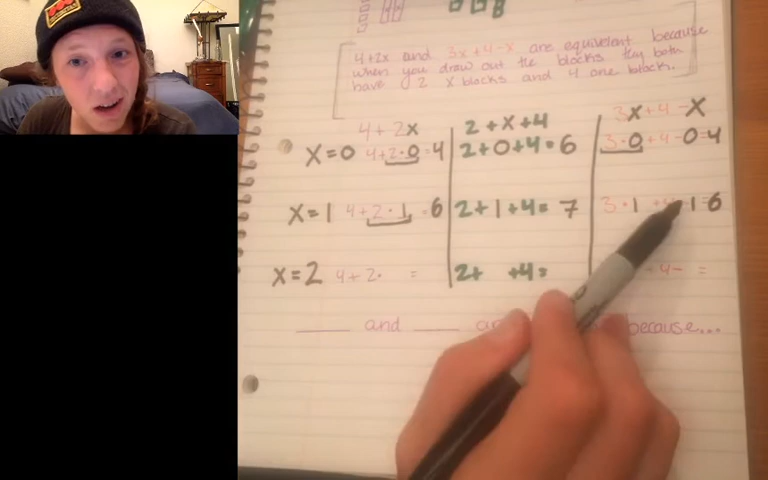 4+2x and 3x+4-x are equivalent because
when you draw out the blocks they both
have 2 x blocks and 4 one block.
4+2x 2+x+4 3x+4-x
x=0 4+2·0=4 2+0+4=6 3·0+4-0=4
x=1 4+2·1=6 2+1+4=7 3·1+4-1=6
x=2 4+2· = 2+ +4= +4- =
____ and ____ because...